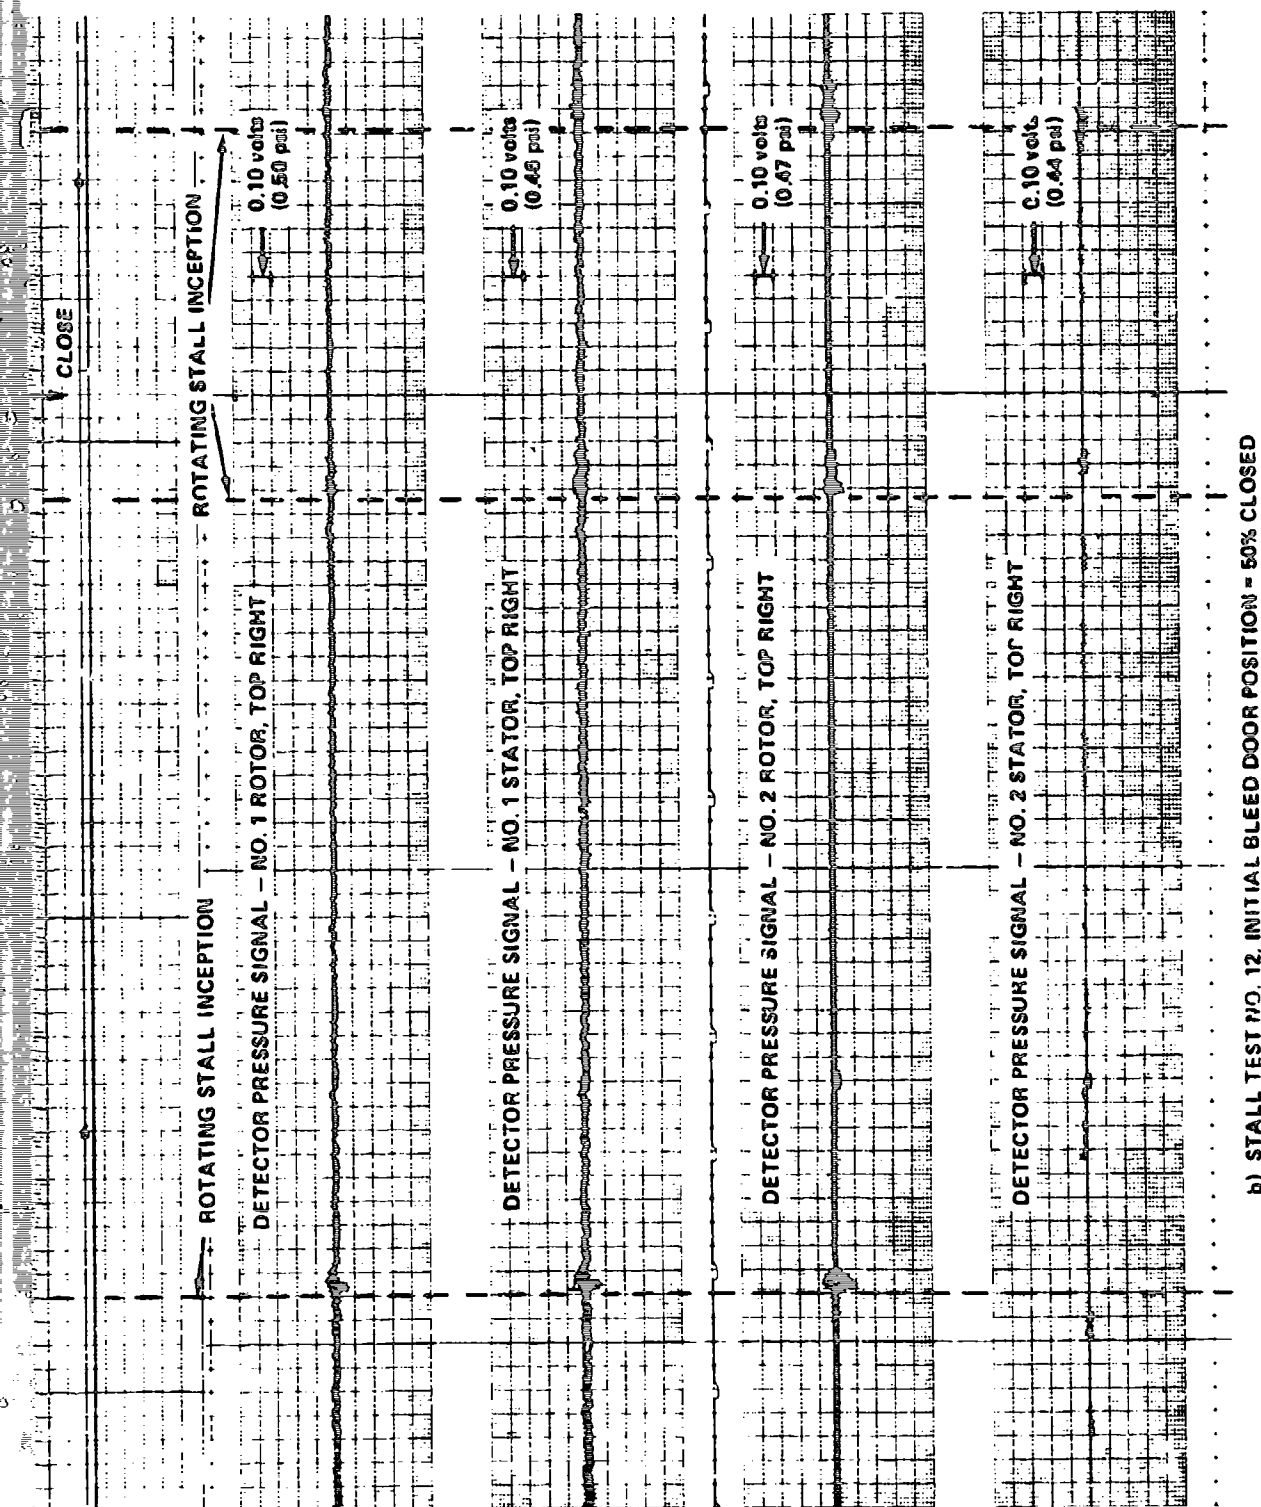 CLOSE
ROTATING STALL INCEPTION
ROTATING STALL INCEPTION
DETECTOR PRESSURE SIGNAL – NO. 1 ROTOR, TOP RIGHT
0.10 volts
(0.50 psi)
DETECTOR PRESSURE SIGNAL – NO. 1 STATOR, TOP RIGHT
0.10 volts
(0.48 psi)
DETECTOR PRESSURE SIGNAL – NO. 2 ROTOR, TOP RIGHT
0.10 volts
(0.47 psi)
DETECTOR PRESSURE SIGNAL – NO. 2 STATOR, TOP RIGHT
0.10 volts
(0.44 psi)
b) STALL TEST NO. 12, INITIAL BLEED DOOR POSITION = 50% CLOSED